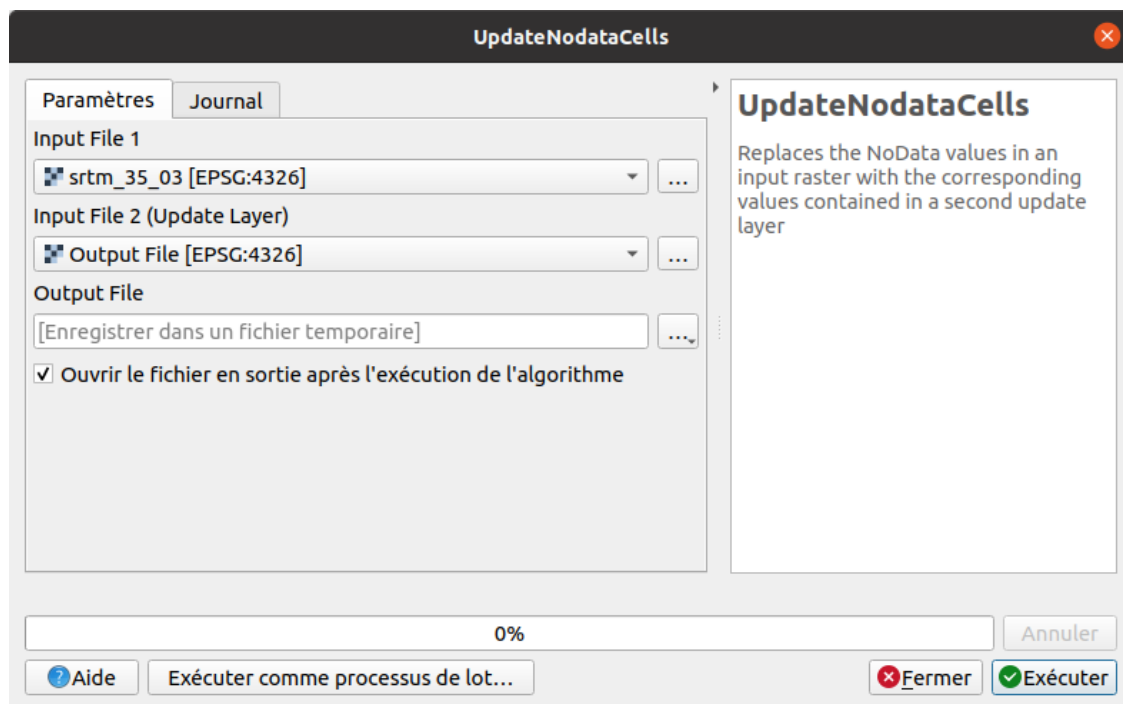 UpdateNodataCells
Paramètres
Journal
Input File 1
srtm_35_03 [EPSG:4326]
...
Input File 2 (Update Layer)
Output File [EPSG:4326]
...
Output File
[Enregistrer dans un fichier temporaire]
...
Ouvrir le fichier en sortie après l'exécution de l'algorithme
UpdateNodataCells
Replaces the NoData values in an
input raster with the corresponding
values contained in a second update
layer
0%
Annuler
Aide
Exécuter comme processus de lot...
Fermer
Exécuter